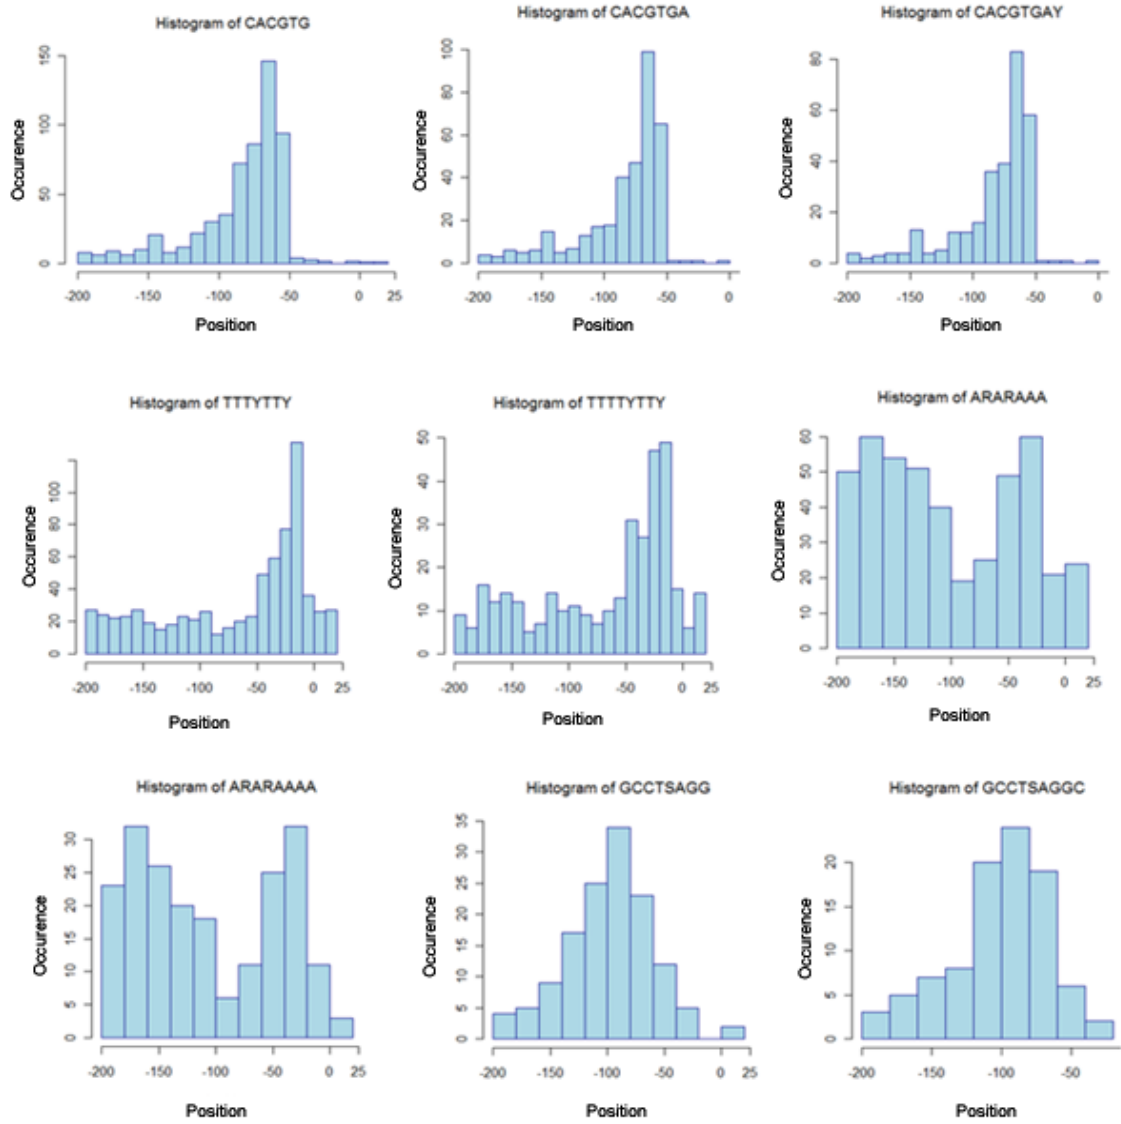 Histogram of CACGTG
Occurence
150
100
50
0
-200 -150 -100 -50 0 25
Position
Histogram of CACGTGA
Occurence
100
80
60
40
20
0
-200 -150 -100 -50 0
Position
Histogram of CACGTGAY
Occurence
80
60
40
20
0
-200 -150 -100 -50 0
Position
Histogram of TTTYTTY
Occurence
100
80
60
40
20
0
-200 -150 -100 -50 0 25
Position
Histogram of TTTTYTTY
Occurence
50
40
30
20
10
0
-200 -150 -100 -50 0 25
Position
Histogram of ARARAAA
Occurence
60
50
40
30
20
10
0
-200 -150 -100 -50 0 25
Position
Histogram of ARARAAAA
Occurence
30
25
20
15
10
5
0
-200 -150 -100 -50 0 25
Position
Histogram of GCCTSAGG
Occurence
35
30
25
20
15
10
5
0
-200 -150 -100 -50 0 25
Position
Histogram of GCCTSAGGC
Occurence
20
15
10
5
0
-200 -150 -100 -50
Position